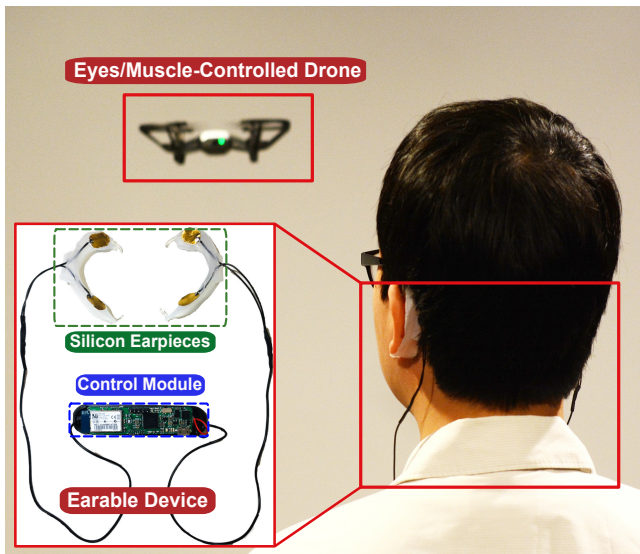 Eyes/Muscle-Controlled Drone
Silicon Earpieces
Control Module
Earable Device